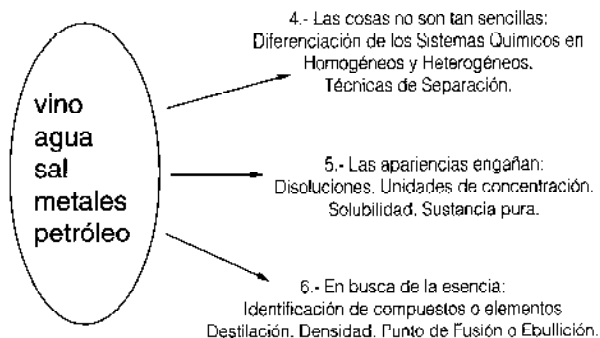 vino
agua
sal
metales
petróleo
4.- Las cosas no son tan sencillas:
Diferenciación de los Sistemas Químicos en
Homogéneos y Heterogéneos.
Técnicas de Separación.
5.- Las apariencias engañan:
Disoluciones. Unidades de concentración.
Solubilidad. Sustancia pura.
6.- En busca de la esencia:
Identificación de compuestos o elementos
Destilación. Densidad. Punto de Fusión o Ebullición.